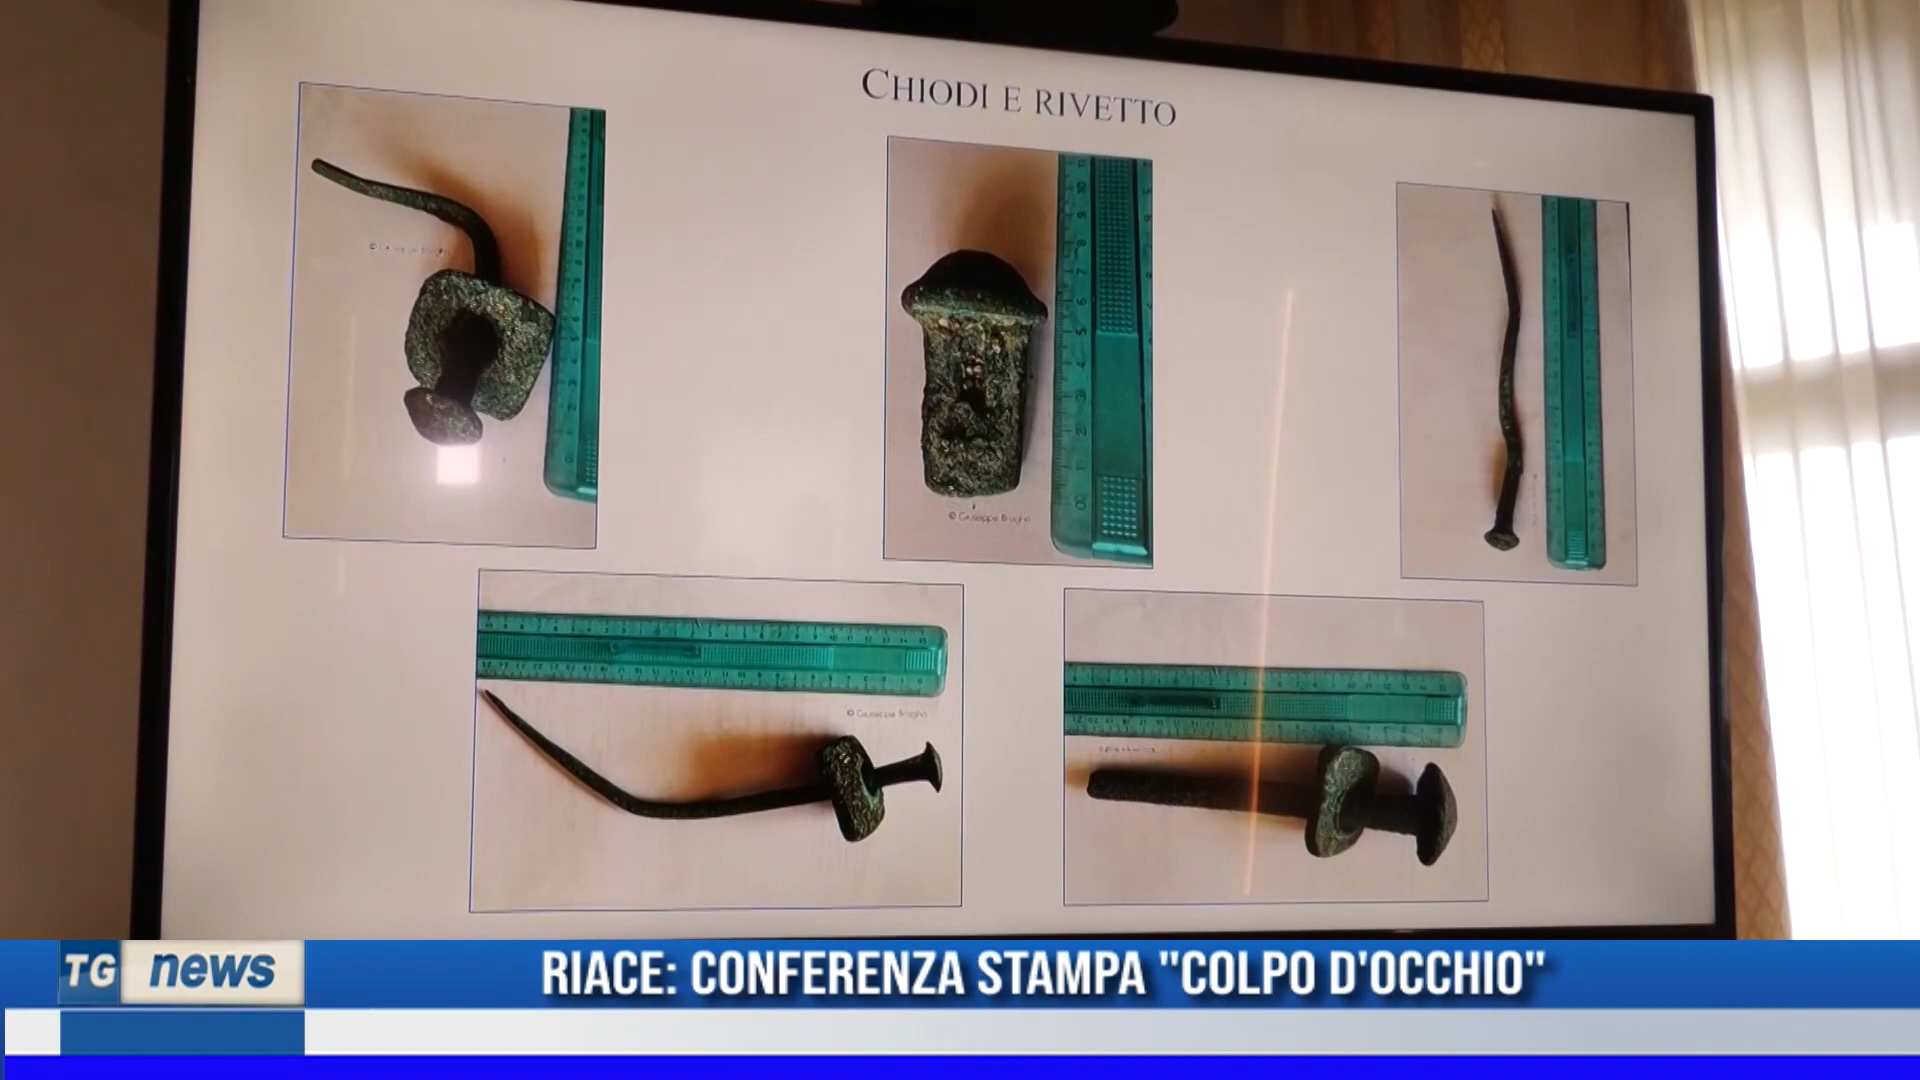 CHIODI E RIVETTO
© Giuseppe Braghò
© Giuseppe Braghò
TG news
RIACE: CONFERENZA STAMPA "COLPO D'OCCHIO"